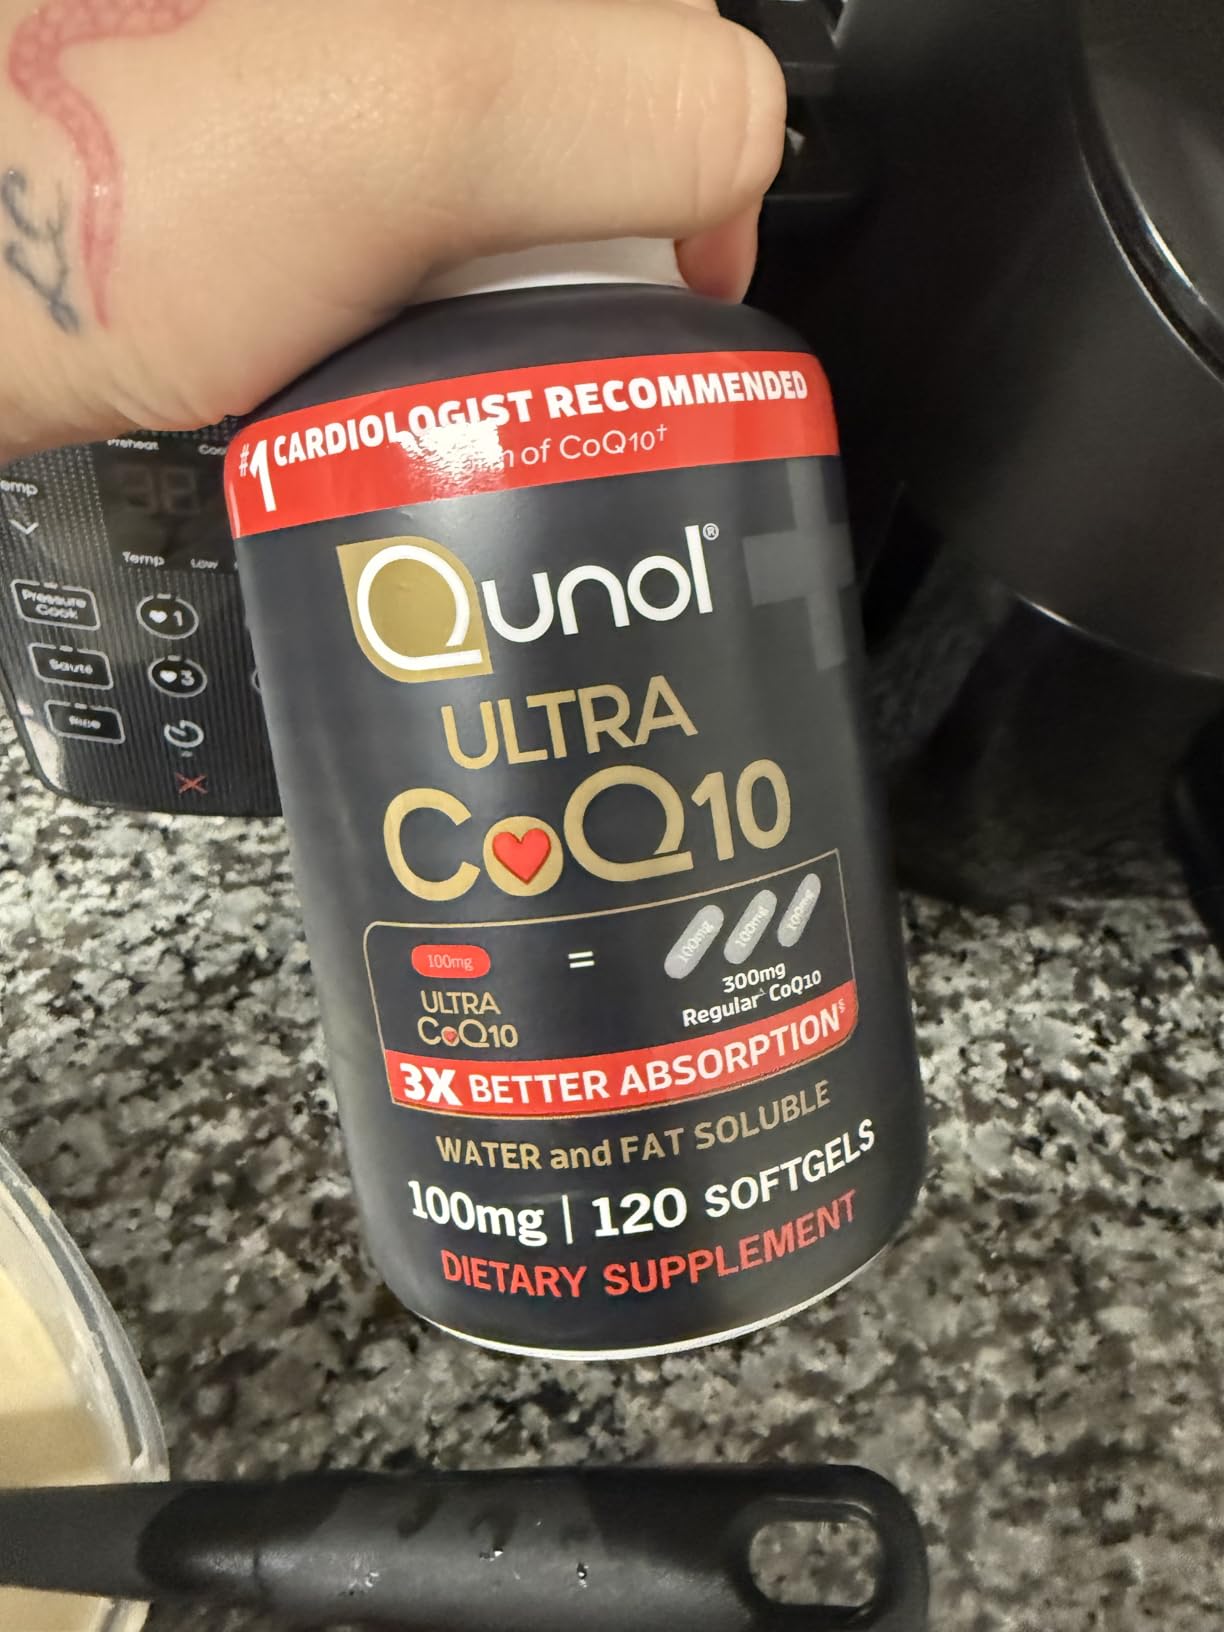 #1 CARDIOLOGIST RECOMMENDED
of CoQ10†
Qunol®
ULTRA
CoQ10
100mg
=
100mg 100mg 100mg
ULTRA
CoQ10
300mg
Regular^ CoQ10
3X BETTER ABSORPTION§
WATER and FAT SOLUBLE
100mg | 120 SOFTGELS
DIETARY SUPPLEMENT
Preheat
Temp
Low
Pressure
Cook
1
Sauté
3
Rice